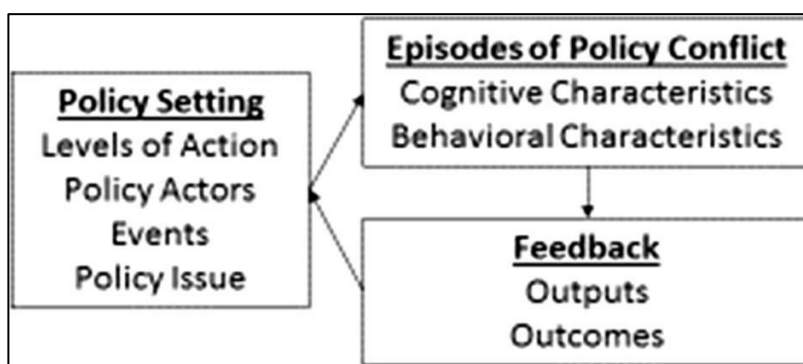 Policy Setting
Levels of Action
Policy Actors
Events
Policy Issue
Episodes of Policy Conflict
Cognitive Characteristics
Behavioral Characteristics
Feedback
Outputs
Outcomes